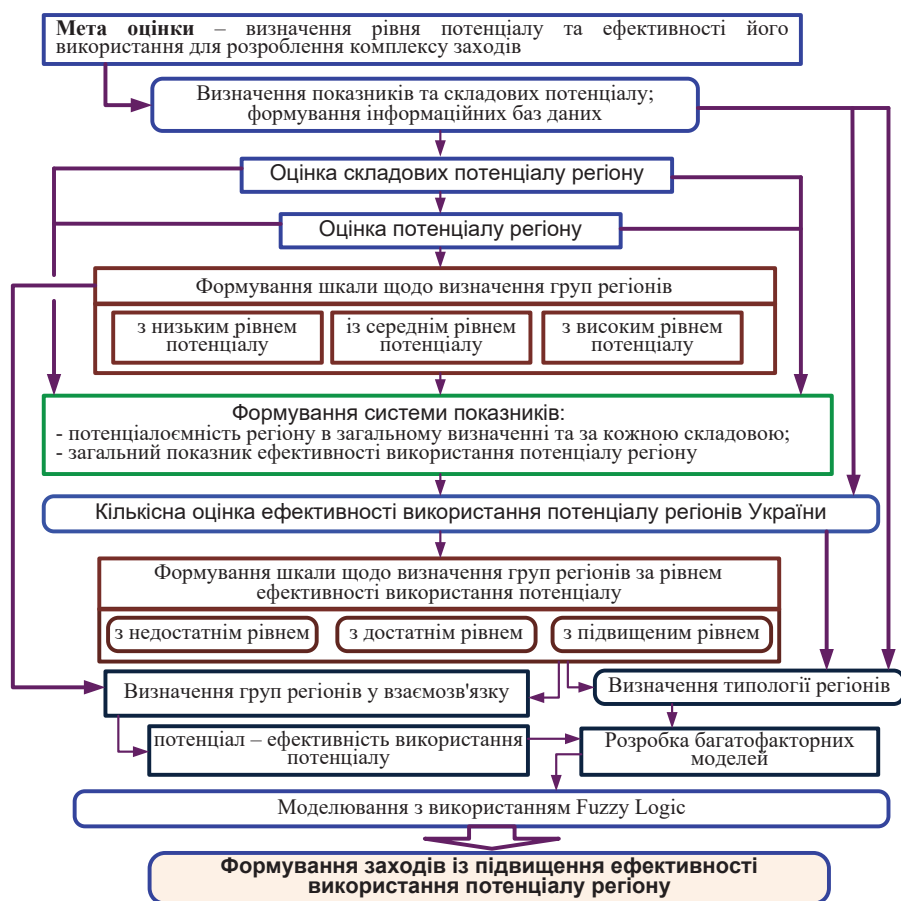 Мета оцінки – визначення рівня потенціалу та ефективності його
використання для розроблення комплексу заходів
Визначення показників та складових потенціалу;
формування інформаційних баз даних
Оцінка складових потенціалу регіону
Оцінка потенціалу регіону
Формування шкали щодо визначення груп регіонів
з низьким рівнем
потенціалу
із середнім рівнем
потенціалу
з високим рівнем
потенціалу
Формування системи показників:
- потенціалоємність регіону в загальному визначенні та за кожною складовою;
- загальний показник ефективності використання потенціалу регіону
Кількісна оцінка ефективності використання потенціалу регіонів України
Формування шкали щодо визначення груп регіонів за рівнем
ефективності використання потенціалу
з недостатнім рівнем
з достатнім рівнем
з підвищеним рівнем
Визначення груп регіонів у взаємозв'язку
Визначення типології регіонів
потенціал – ефективність використання
потенціалу
Розробка багатофакторних
моделей
Моделювання з використанням Fuzzy Logic
Формування заходів із підвищення ефективності
використання потенціалу регіону